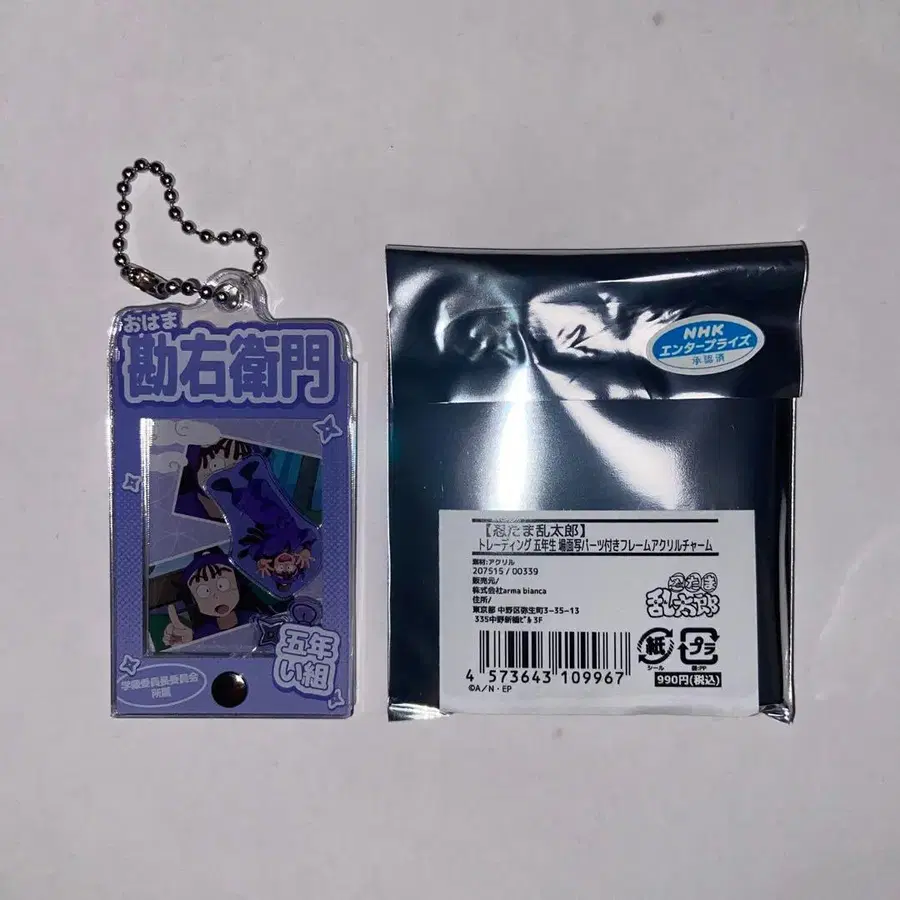 おはま
勘右衛門
五年
い組
学級委員長委員会
所属
NHK
エンタープライズ
承認済
【忍たま乱太郎】
トレーディング 五年生 場面写パーツ付きフレームアクリルチャーム
素材:アクリル
207515 / 00339
販売元/
株式会社arma bianca
住所/
東京都 中野区弥生町3-35-13
335中野新橋ビル3F
忍たま
乱太郎
紙
シール
プラ
袋:PP
4 573643 109967
990円(税込)
©A/N・EP